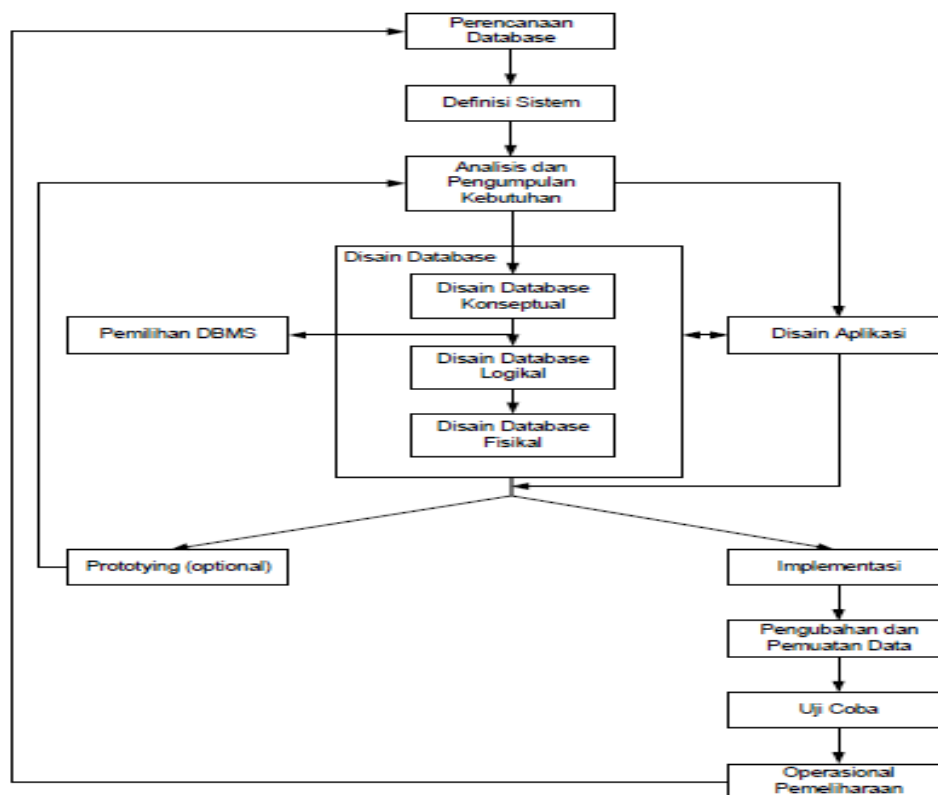 Perencanaan
Database
Definisi Sistem
Analisis dan
Pengumpulan
Kebutuhan
Disain Database
Disain Database
Konseptual
Pemilihan DBMS
Disain Aplikasi
Disain Database
Logikal
Disain Database
Fisikal
Prototying (optional)
Implementasi
Pengubahan dan
Pemuatan Data
Uji Coba
Operasional
Pemeliharaan